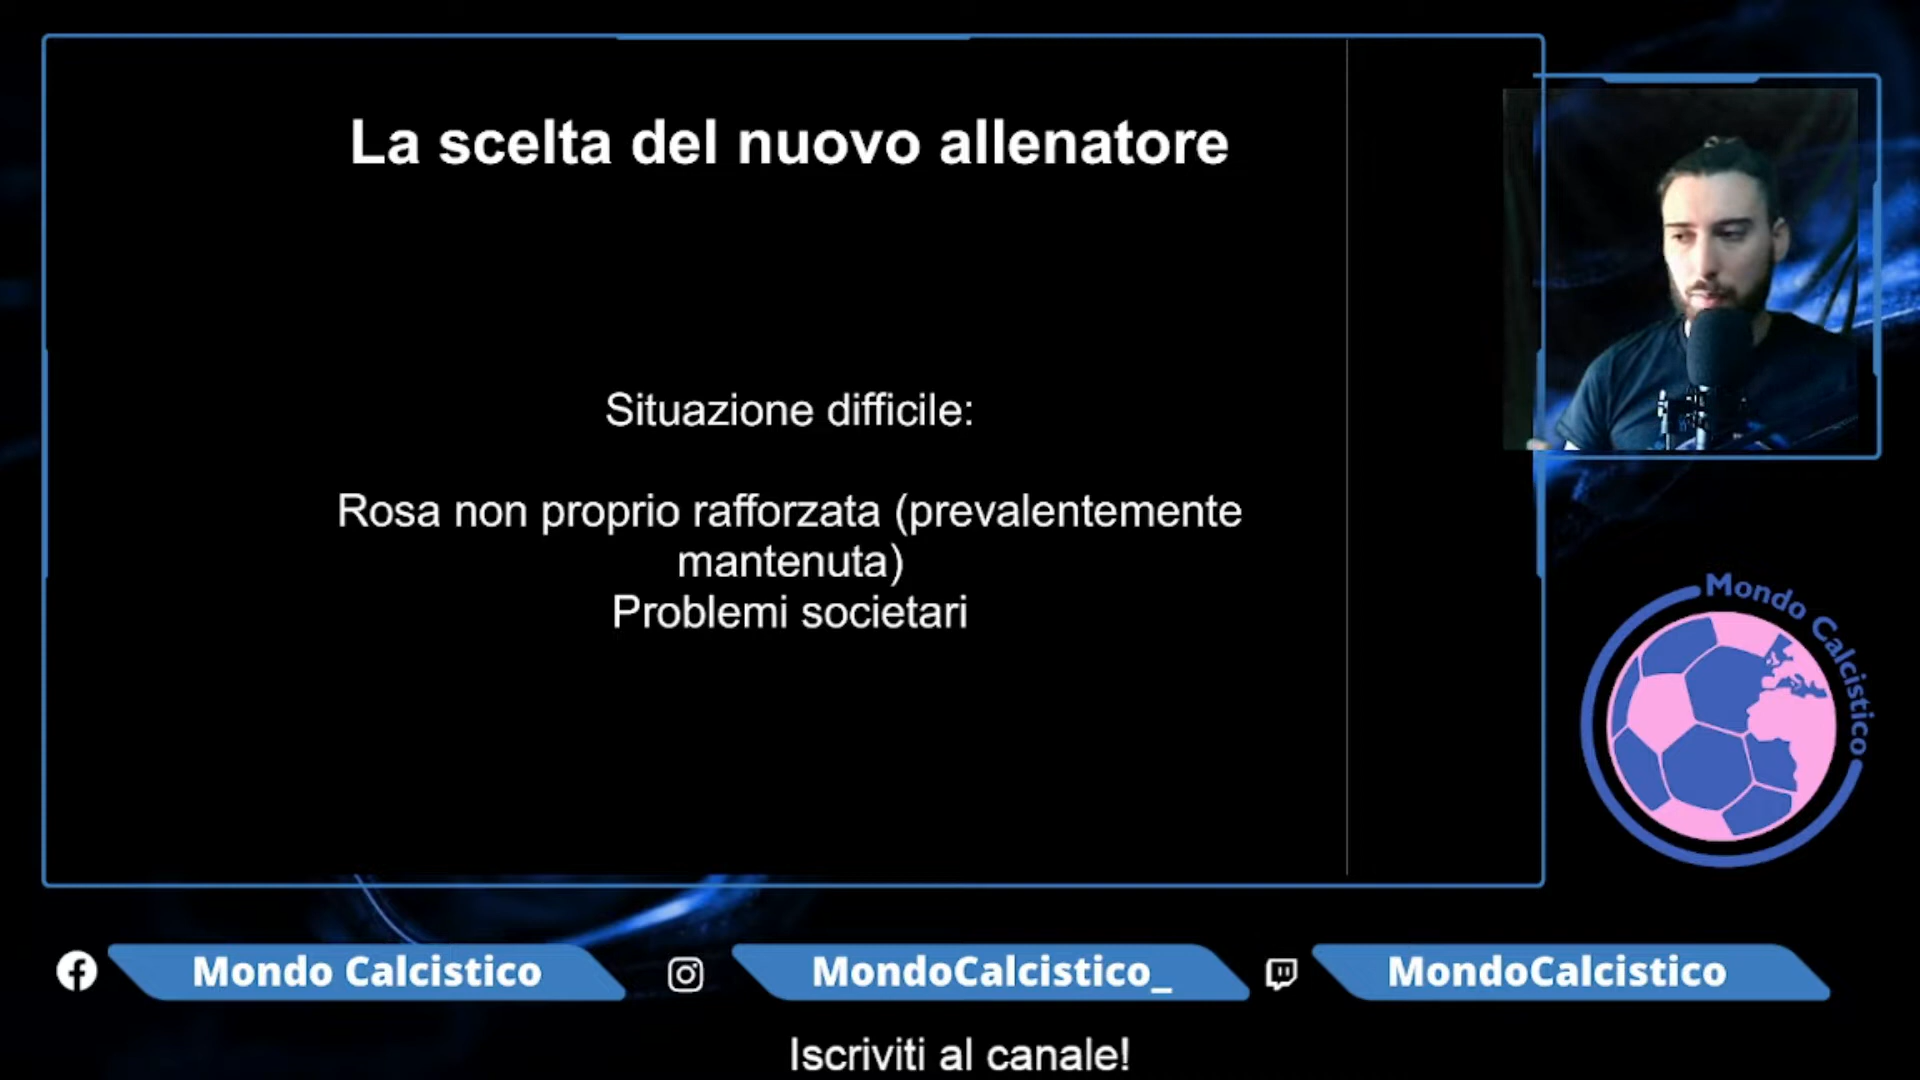 La scelta del nuovo allenatore
Situazione difficile:
Rosa non proprio rafforzata (prevalentemente
mantenuta)
Problemi societari
Mondo Calcistico
Mondo Calcistico
MondoCalcistico_
MondoCalcistico
Iscriviti al canale!